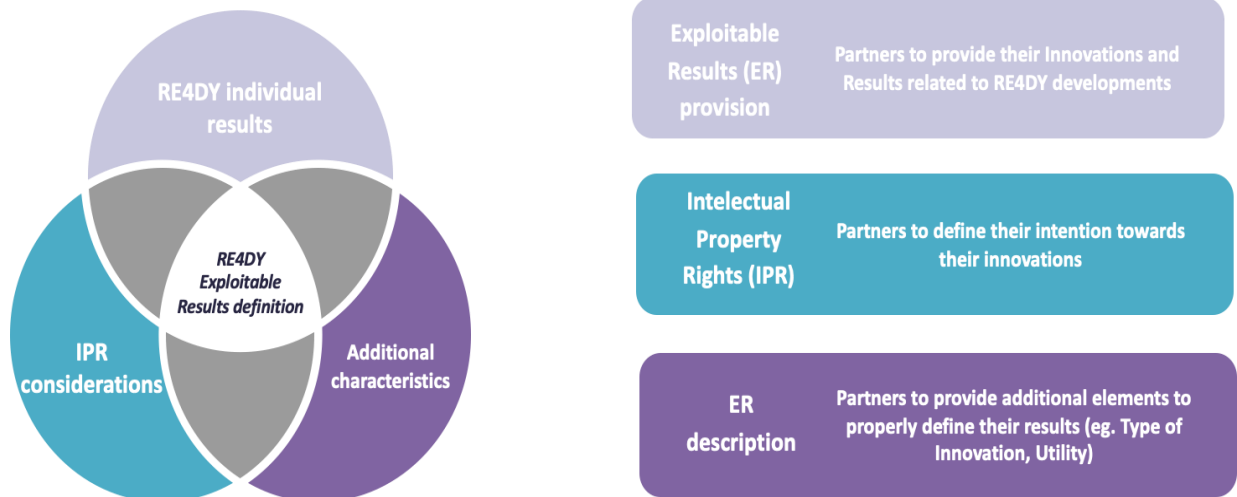 RE4DY individual
results
RE4DY
Exploitable
Results definition
IPR
considerations
Additional
characteristics
Exploitable
Results (ER)
provision
Partners to provide their Innovations and
Results related to RE4DY developments
Intelectual
Property
Rights (IPR)
Partners to define their intention towards
their innovations
ER
description
Partners to provide additional elements to
properly define their results (eg. Type of
Innovation, Utility)